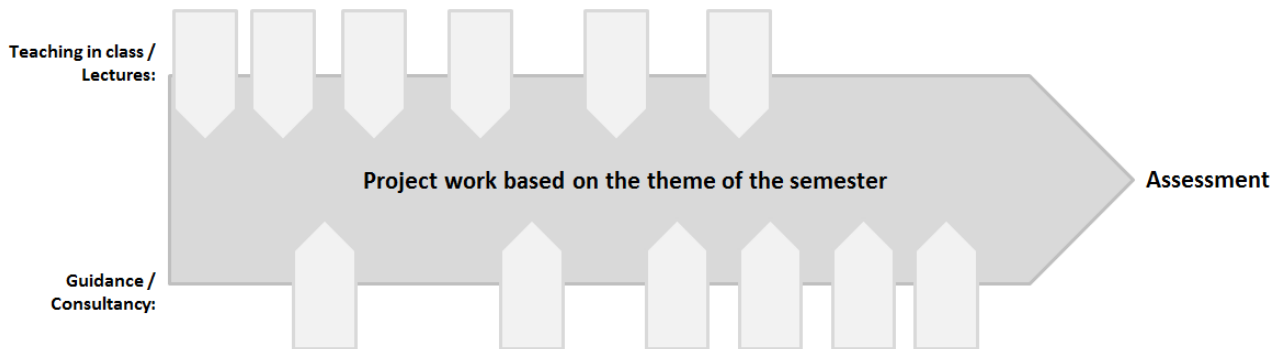 Teaching in class /
Lectures:
Project work based on the theme of the semester
Assessment
Guidance /
Consultancy: